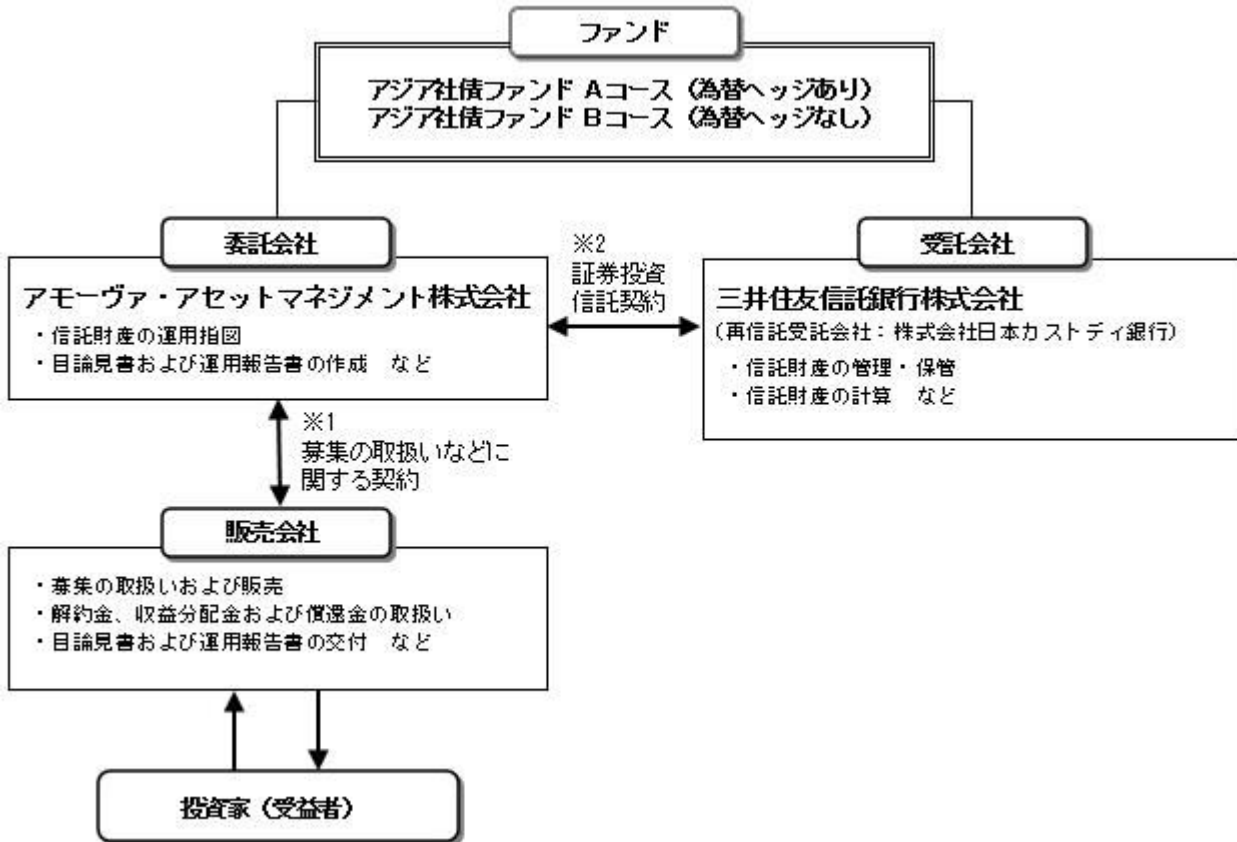 ファンド
アジア社債ファンド Aコース（為替ヘッジあり）
アジア社債ファンド Bコース（為替ヘッジなし）
委託会社
アモーヴァ・アセットマネジメント株式会社
・信託財産の運用指図
・目論見書および運用報告書の作成　など
※2
証券投資
信託契約
受託会社
三井住友信託銀行株式会社
（再信託受託会社：株式会社日本カストディ銀行）
・信託財産の管理・保管
・信託財産の計算　など
※1
募集の取扱いなどに
関する契約
販売会社
・募集の取扱いおよび販売
・解約金、収益分配金および償還金の取扱い
・目論見書および運用報告書の交付　など
投資家（受益者）